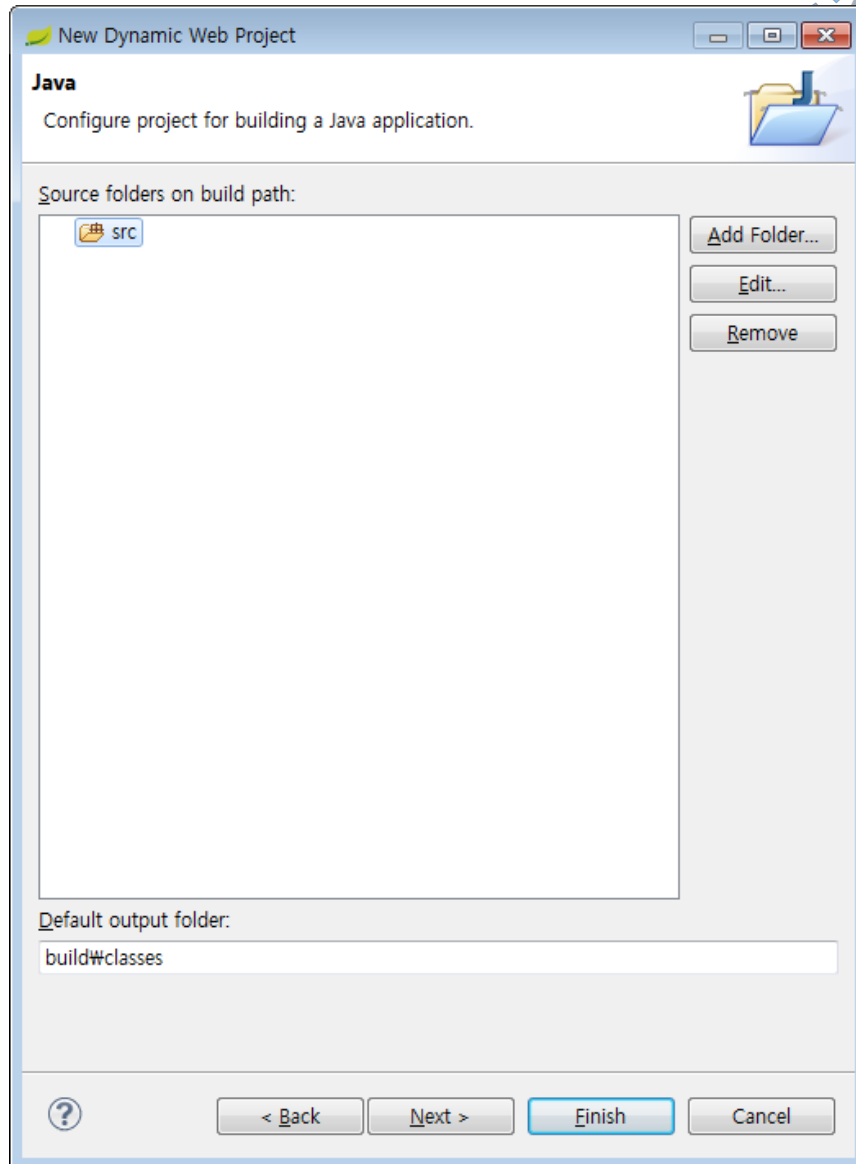 New Dynamic Web Project
Java
Configure project for building a Java application.
Source folders on build path:
src
Add Folder...
Edit...
Remove
Default output folder:
build₩classes
< Back
Next >
Finish
Cancel